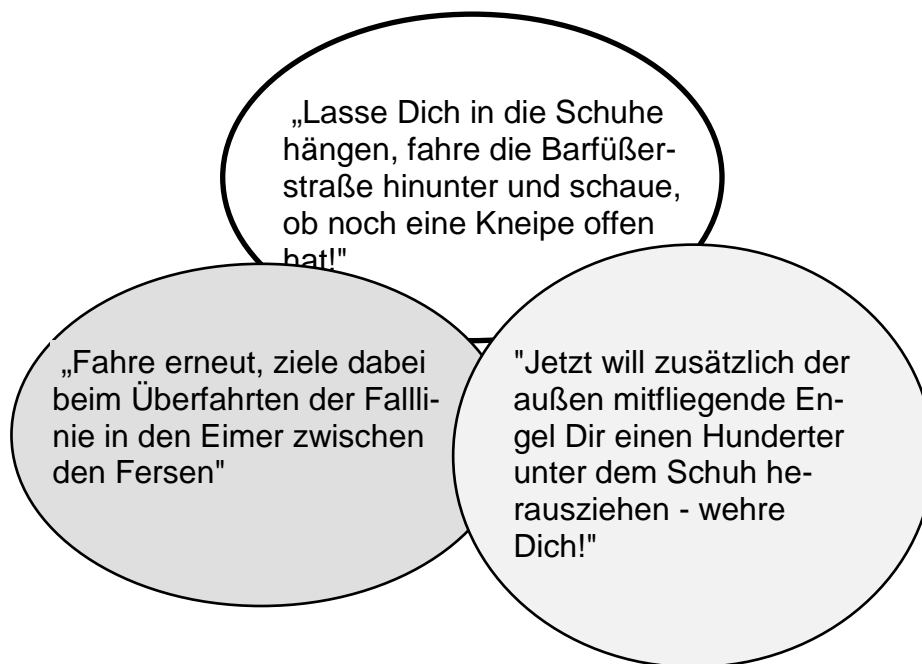 „Lasse Dich in die Schuhe
hängen, fahre die Barfüßer-
straße hinunter und schaue,
ob noch eine Kneipe offen
hat!"
„Fahre erneut, ziele dabei
beim Überfahrten der Fallli-
nie in den Eimer zwischen
den Fersen"
"Jetzt will zusätzlich der
außen mitfliegende En-
gel Dir einen Hunderter
unter dem Schuh he-
rausziehen - wehre
Dich!"